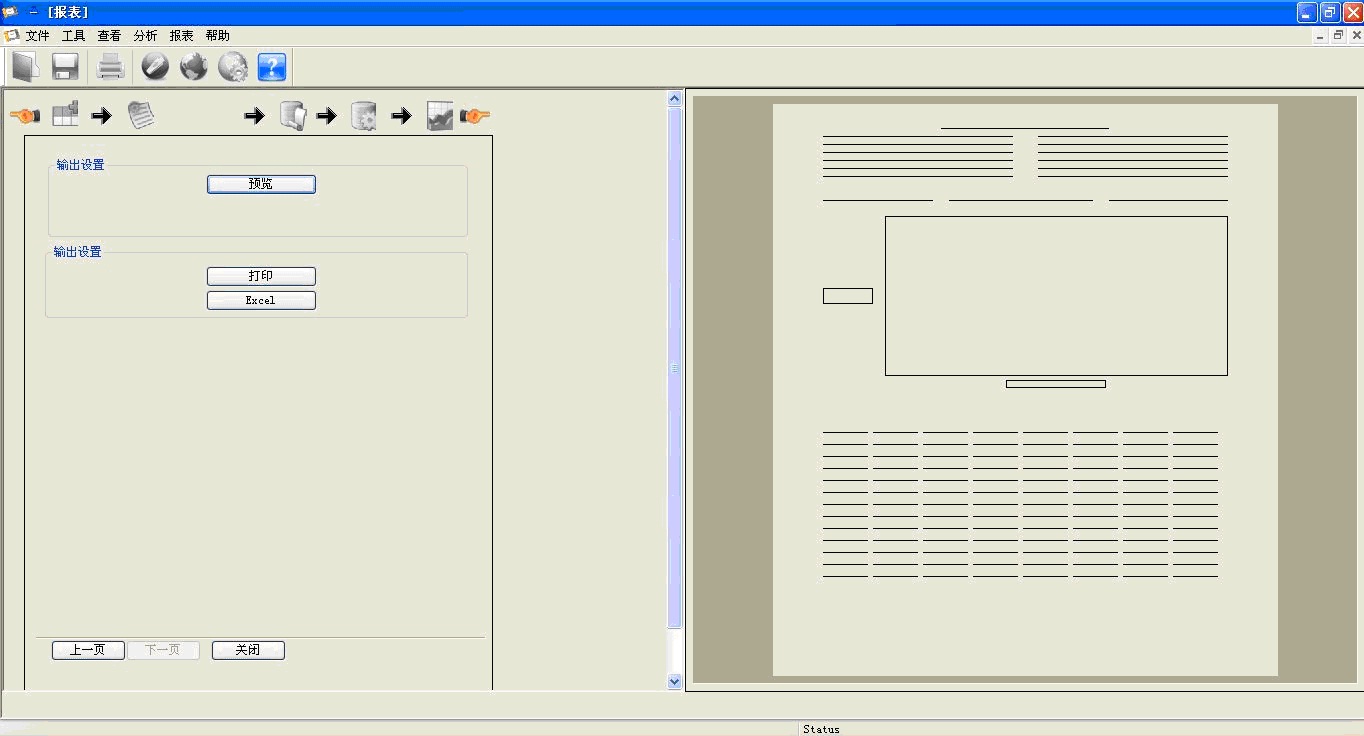 - [报表]
文件 工具 查看 分析 报表 帮助
输出设置
预览
输出设置
打印
Excel
上一页 下一页 关闭
Status